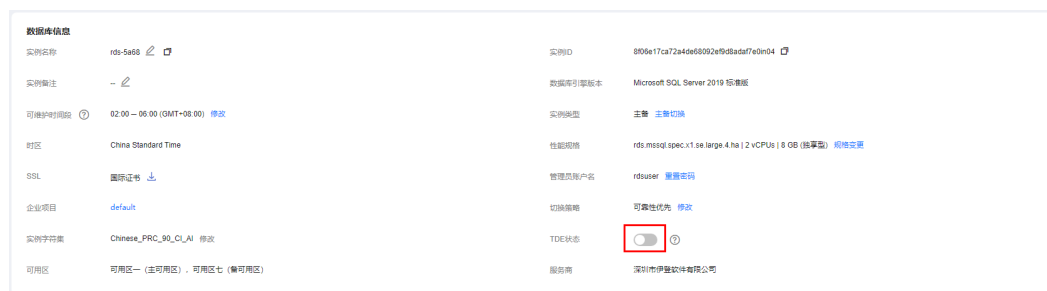 数据库信息
实例名称 rds-5a68 实例ID 8f06e17ca72a4de68092ef9d8adaf7e0in04
实例备注 -- 数据库引擎版本 Microsoft SQL Server 2019 标准版
可维护时间段 02:00 — 06:00 (GMT+08:00) 修改 实例类型 主备 主备切换
时区 China Standard Time 性能规格 rds.mssql.spec.x1.se.large.4.ha | 2 vCPUs | 8 GB (独享型) 规格变更
SSL 国际证书 管理员账户名 rdsuser 重置密码
企业项目 default 切换策略 可靠性优先 修改
实例字符集 Chinese_PRC_90_CI_AI 修改 TDE状态
可用区 可用区一（主可用区），可用区七（备可用区） 服务商 深圳市伊登软件有限公司